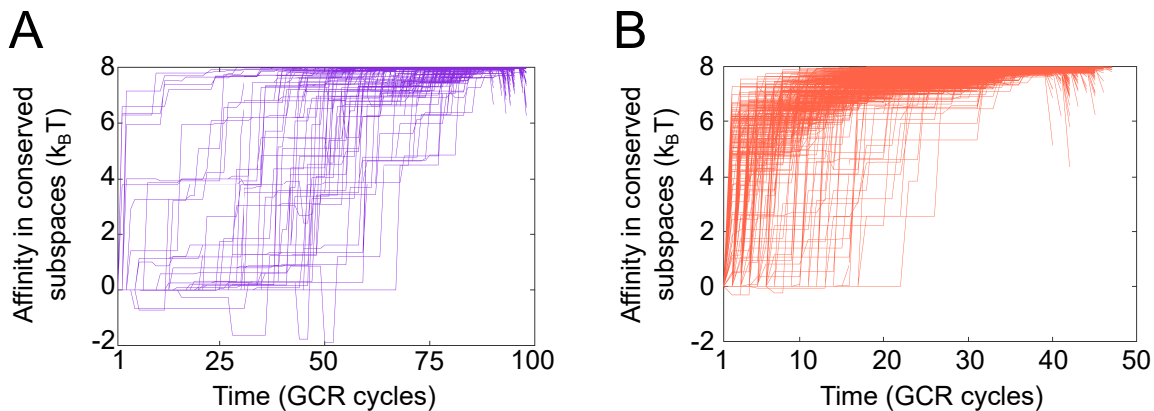 A
Affinity in conserved
subspaces (kBT)
8
6
4
2
0
-2
1
25
50
75
100
Time (GCR cycles)
B
Affinity in conserved
subspaces (kBT)
8
6
4
2
0
-2
1
10
20
30
40
50
Time (GCR cycles)